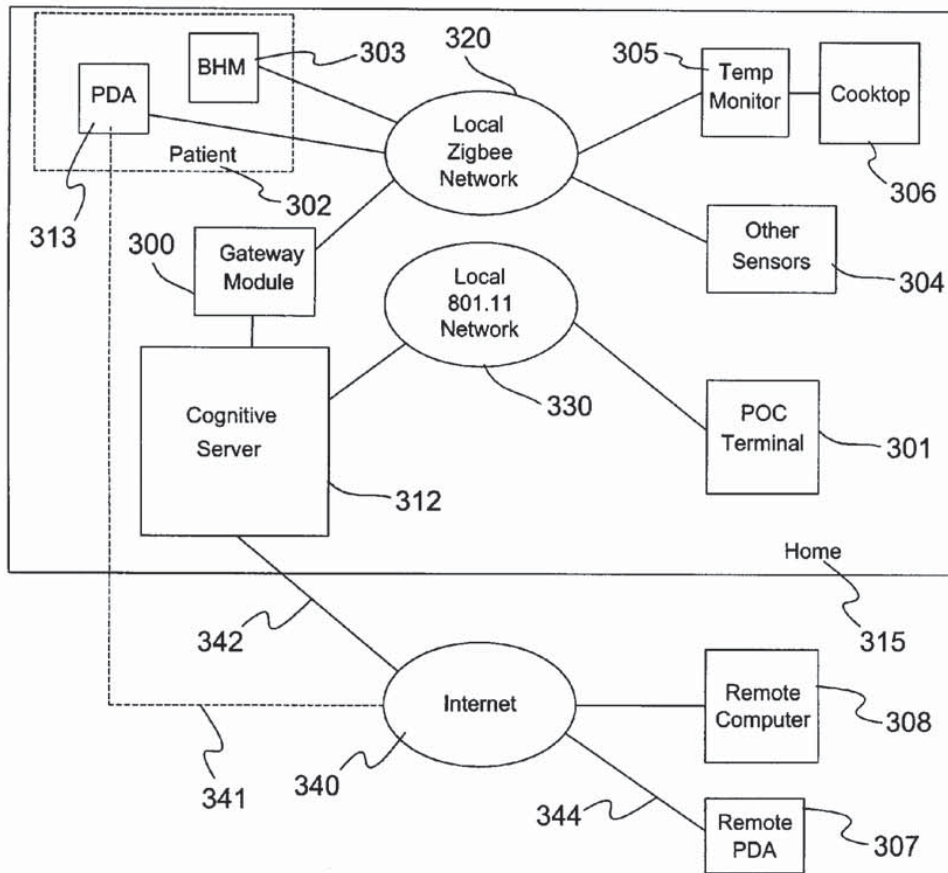 BHM
303
320
305
Temp
Monitor
Cooktop
PDA
Local
Zigbee
Network
Patient
302
306
313
300
Gateway
Module
Other
Sensors
304
Local
802.11
Network
330
Cognitive
Server
312
POC
Terminal
301
Home
315
342
Internet
Remote
Computer
308
341
340
344
Remote
PDA
307